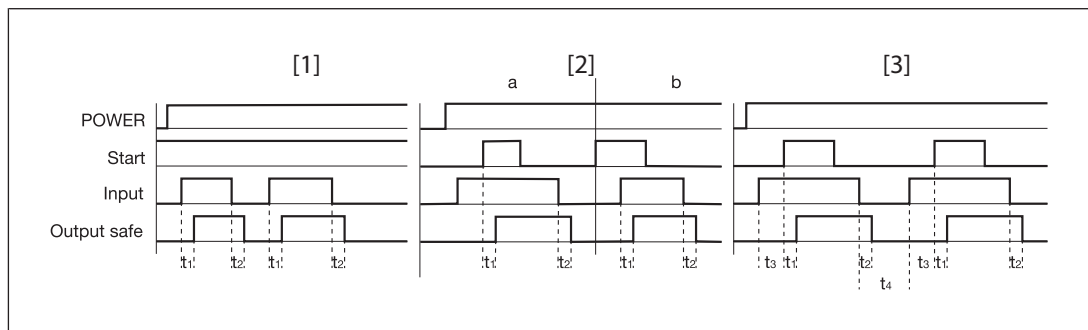 [1] [2] [3]
a b
POWER
Start
Input
Output safe
t1 t2 t1 t2 t1 t2 t1 t2 t3 t1 t2 t3 t1 t2
t4